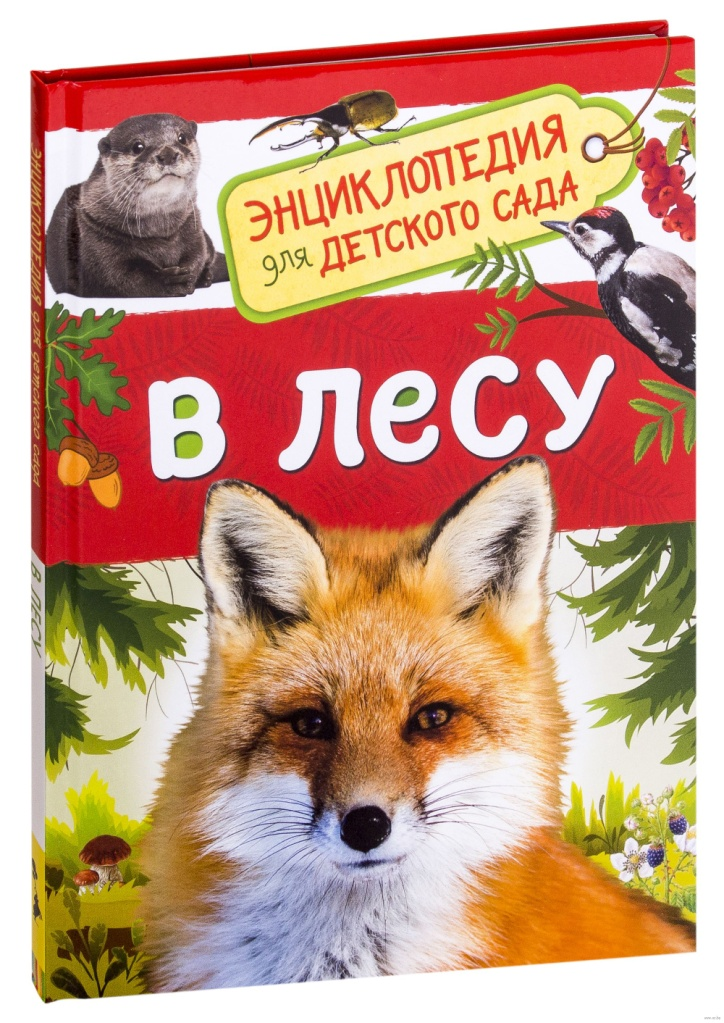 ЭНЦИКЛОПЕДИЯ
для ДЕТСКОГО САДА
В ЛеСУ
ЭНЦИКЛОПЕДИЯ для детского сада
В ЛеСУ